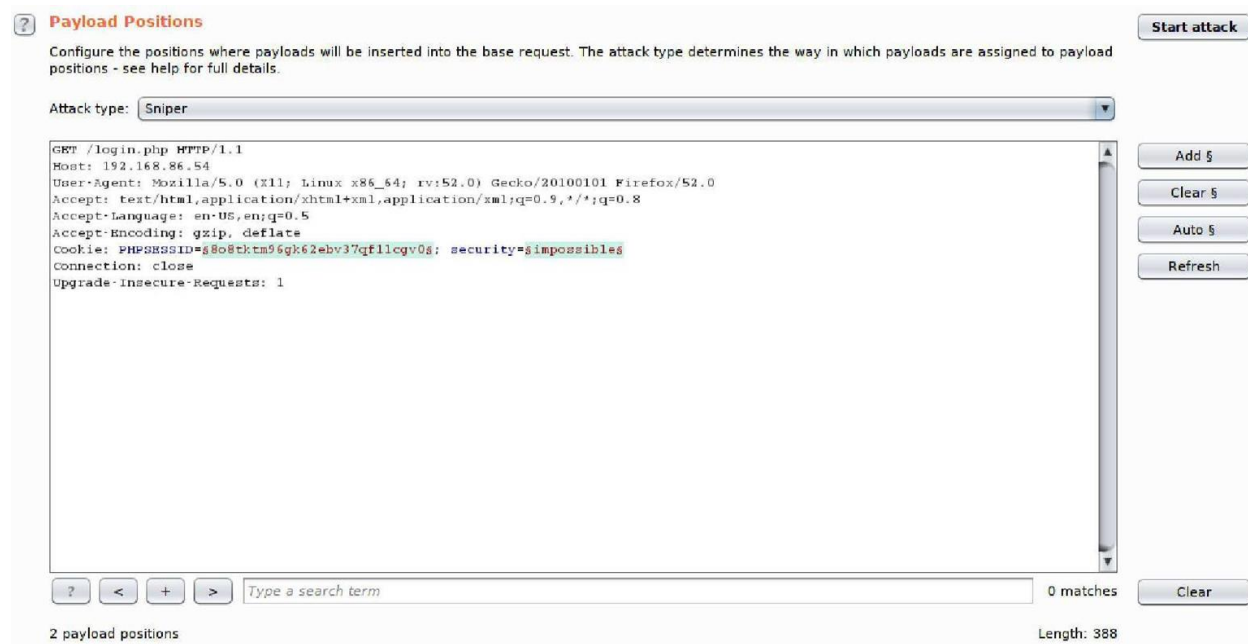 ? Payload Positions
Start attack
Configure the positions where payloads will be inserted into the base request. The attack type determines the way in which payloads are assigned to payload
positions - see help for full details.
Attack type: Sniper
GET /login.php HTTP/1.1
Host: 192.168.86.54
User-Agent: Mozilla/5.0 (X11; Linux x86_64; rv:52.0) Gecko/20100101 Firefox/52.0
Accept: text/html,application/xhtml+xml,application/xml;q=0.9,*/*;q=0.8
Accept-Language: en-US,en;q=0.5
Accept-Encoding: gzip, deflate
Cookie: PHPSESSID=§8o8tktm96gk62ebv37qf11cgv0§; security=§impossible§
Connection: close
Upgrade-Insecure-Requests: 1
Add §
Clear §
Auto §
Refresh
? < + > Type a search term 0 matches Clear
2 payload positions Length: 388